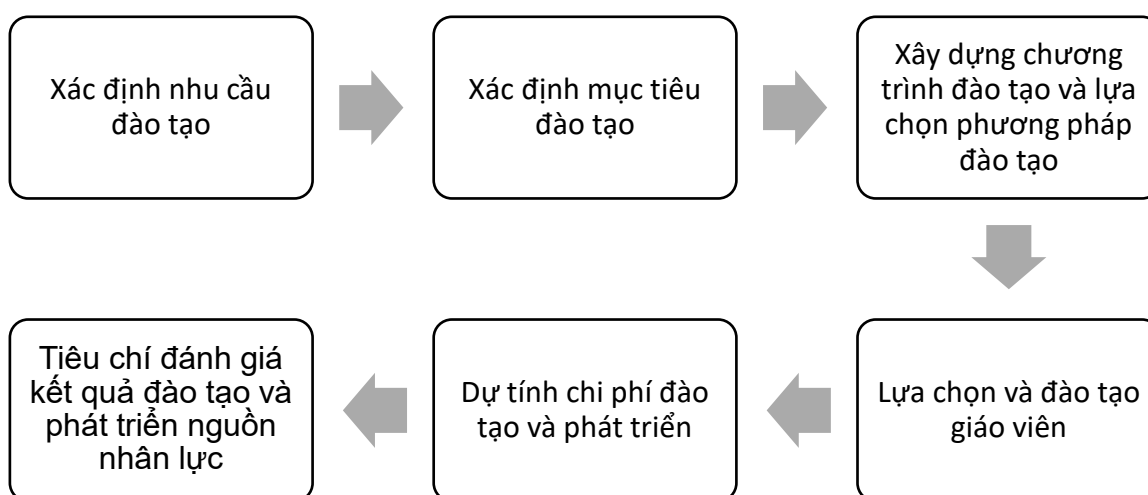 Xác định nhu cầu
đào tạo
Xác định mục tiêu
đào tạo
Xây dựng chương
trình đào tạo và lựa
chọn phương pháp
đào tạo
Lựa chọn và đào tạo
giáo viên
Dự tính chi phí đào
tạo và phát triển
Tiêu chí đánh giá
kết quả đào tạo và
phát triển nguồn
nhân lực